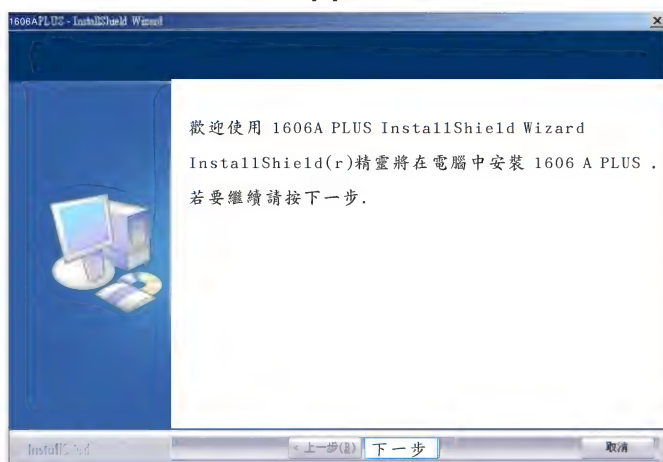 1606APLUS - InstallShield Wizard
歡迎使用 1606A PLUS InstallShield Wizard
InstallShield(r)精靈將在電腦中安裝 1606 A PLUS .
若要繼續請按下一步.
InstallShield
< 上一步(B) 下一步 取消